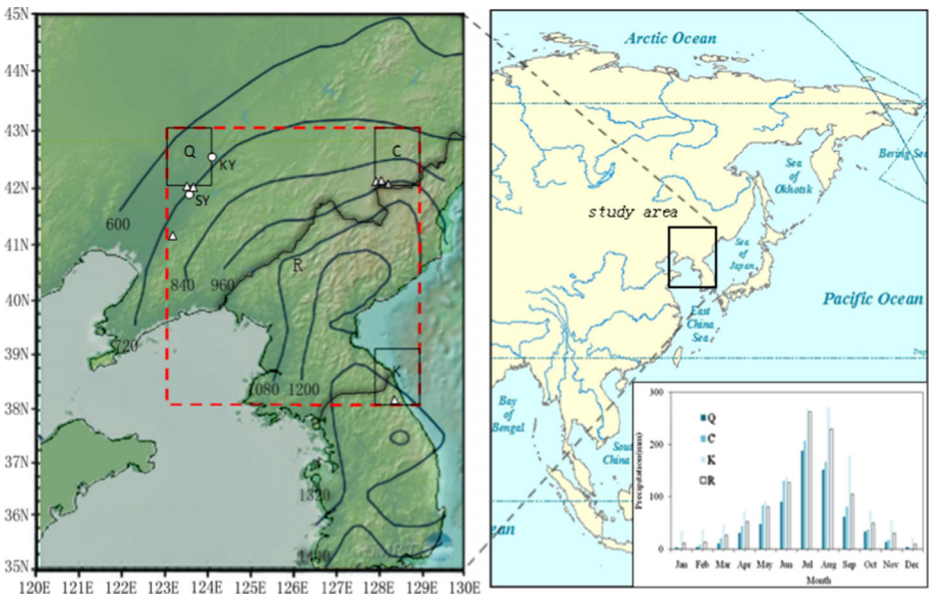 45N
44N
43N
42N
41N
40N
39N
38N
37N
36N
35N
120E 121E 122E 123E 124E 125E 126E 127E 128E 129E 130E
Q
C
KY
SY
600
R
840 960
720
K
1080 1200
1320
Arctic Ocean
Bering Sea
Sea
of
Okhotsk
study area
Sea
of
Japan
Pacific Ocean
East
China
Sea
Bay
of
Bengal
South
China
Precipitation(mm)
300
200
100
0
Q
C
K
R
Jan Feb Mar Apr May Jun Jul Aug Sep Oct Nov Dec
Month